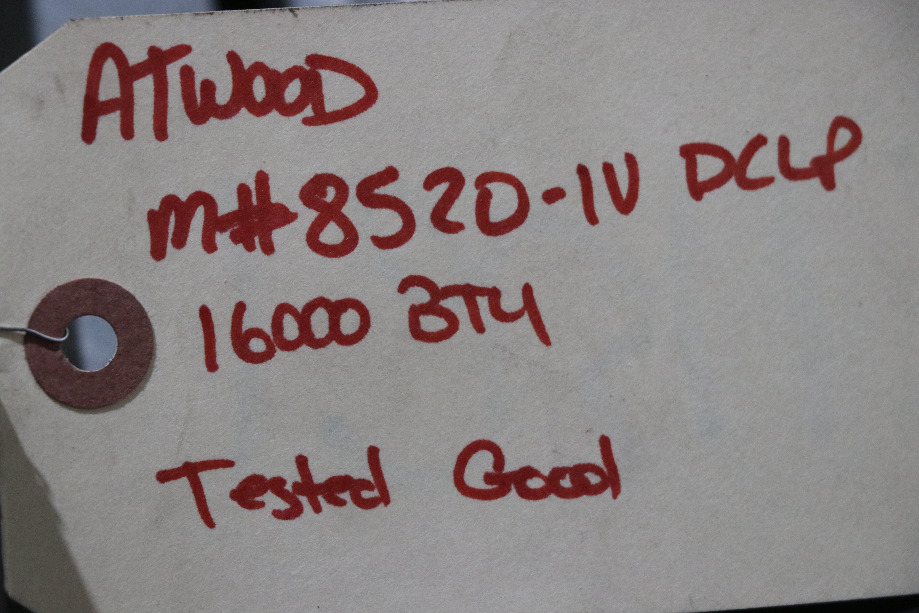 ATWOOD
M#8520-IV DCLP
16000 BTU
Tested Good